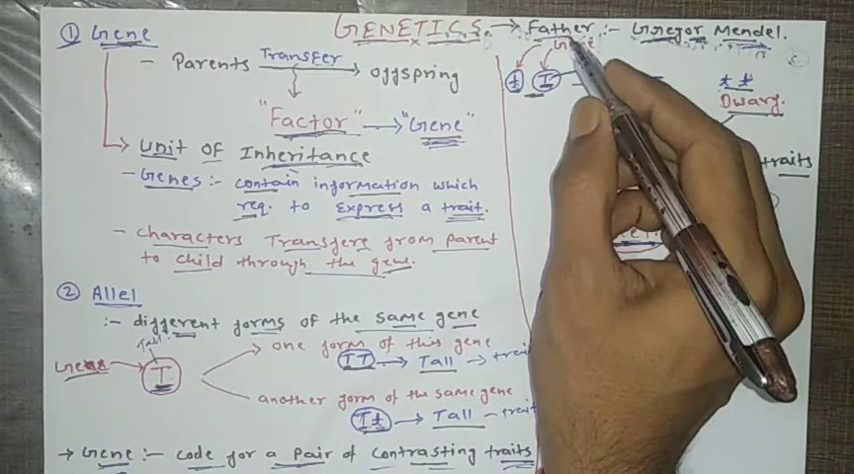 GENETICS. → Father :- Gregor Mendel.
① Gene
- Parents Transfer → offspring
"Factor" → "Gene"
→ Unit of Inheritance
- Genes :- contain information which
req. to express a trait.
- characters Transfere from parent
to child through the gene.
② Allel
:- different forms of the same gene
Tall
T
one form of this gene
TT → Tall → trait
another form of the same gene
Tt → Tall - trait
→ Gene :- code for a pair of contrasting traits
t T
tt
Dwarf.
traits